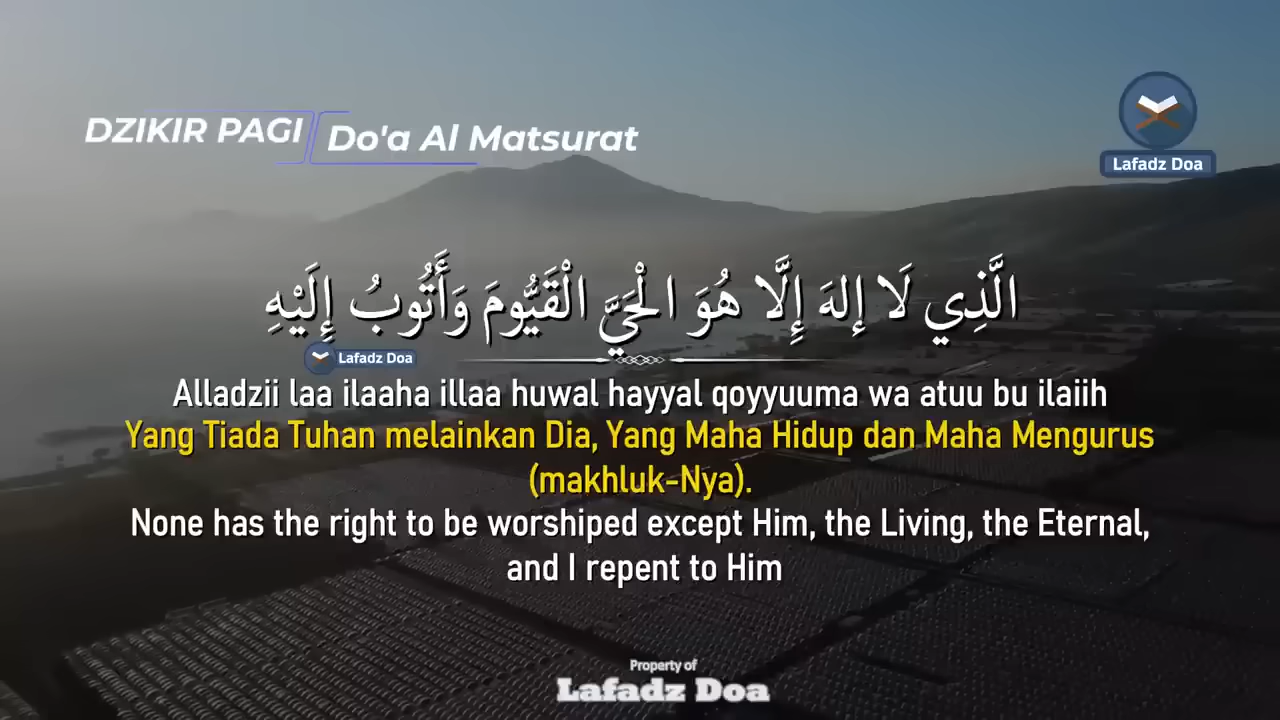 DZIKIR PAGI
Do'a Al Matsurat
Lafadz Doa
الَّذِي لَا إلهَ إِلَّا هُوَ الْحَيَّ الْقَيُّومَ وَأَتُوبُ إِلَيْهِ
Lafadz Doa
Alladzii laa ilaaha illaa huwal hayyal qoyyuuma wa atuu bu ilaiih
Yang Tiada Tuhan melainkan Dia, Yang Maha Hidup dan Maha Mengurus
(makhluk-Nya).
None has the right to be worshiped except Him, the Living, the Eternal,
and I repent to Him
Property of
Lafadz Doa